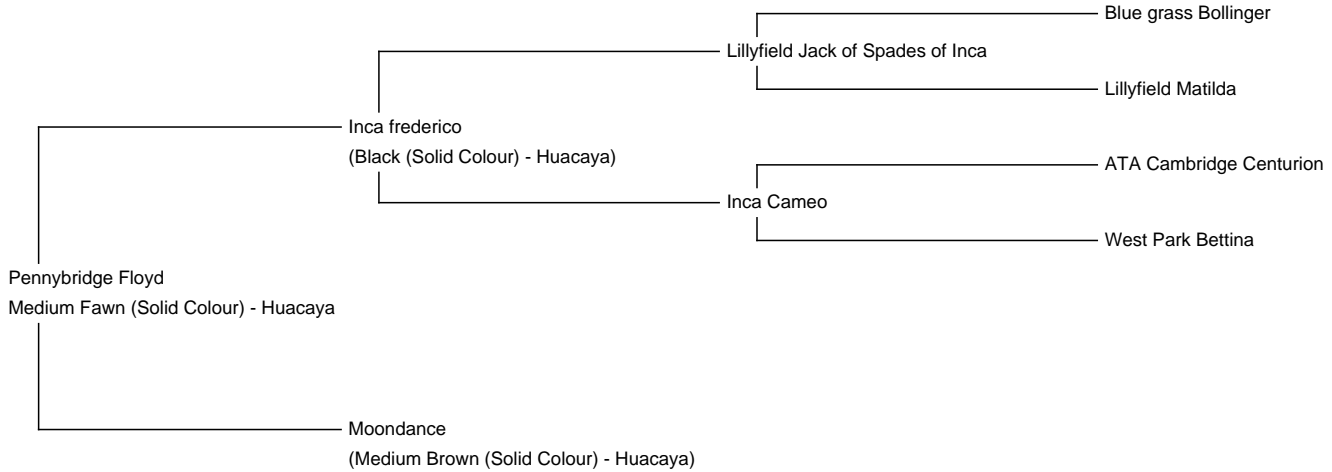 Blue grass Bollinger
Lillyfield Jack of Spades of Inca
Lillyfield Matilda
Inca frederico
(Black (Solid Colour) - Huacaya)
ATA Cambridge Centurion
Inca Cameo
West Park Bettina
Pennybridge Floyd
Medium Fawn (Solid Colour) - Huacaya
Moondance
(Medium Brown (Solid Colour) - Huacaya)